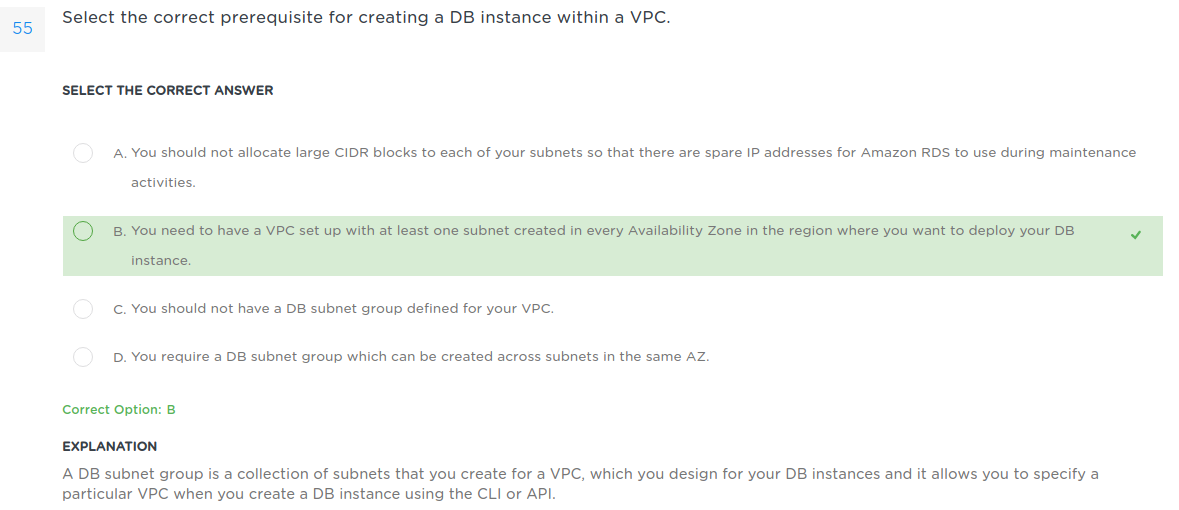 55
Select the correct prerequisite for creating a DB instance within a VPC.
SELECT THE CORRECT ANSWER
A. You should not allocate large CIDR blocks to each of your subnets so that there are spare IP addresses for Amazon RDS to use during maintenance
activities.
B. You need to have a VPC set up with at least one subnet created in every Availability Zone in the region where you want to deploy your DB
instance.
C. You should not have a DB subnet group defined for your VPC.
D. You require a DB subnet group which can be created across subnets in the same AZ.
Correct Option: B
EXPLANATION
A DB subnet group is a collection of subnets that you create for a VPC, which you design for your DB instances and it allows you to specify a
particular VPC when you create a DB instance using the CLI or API.